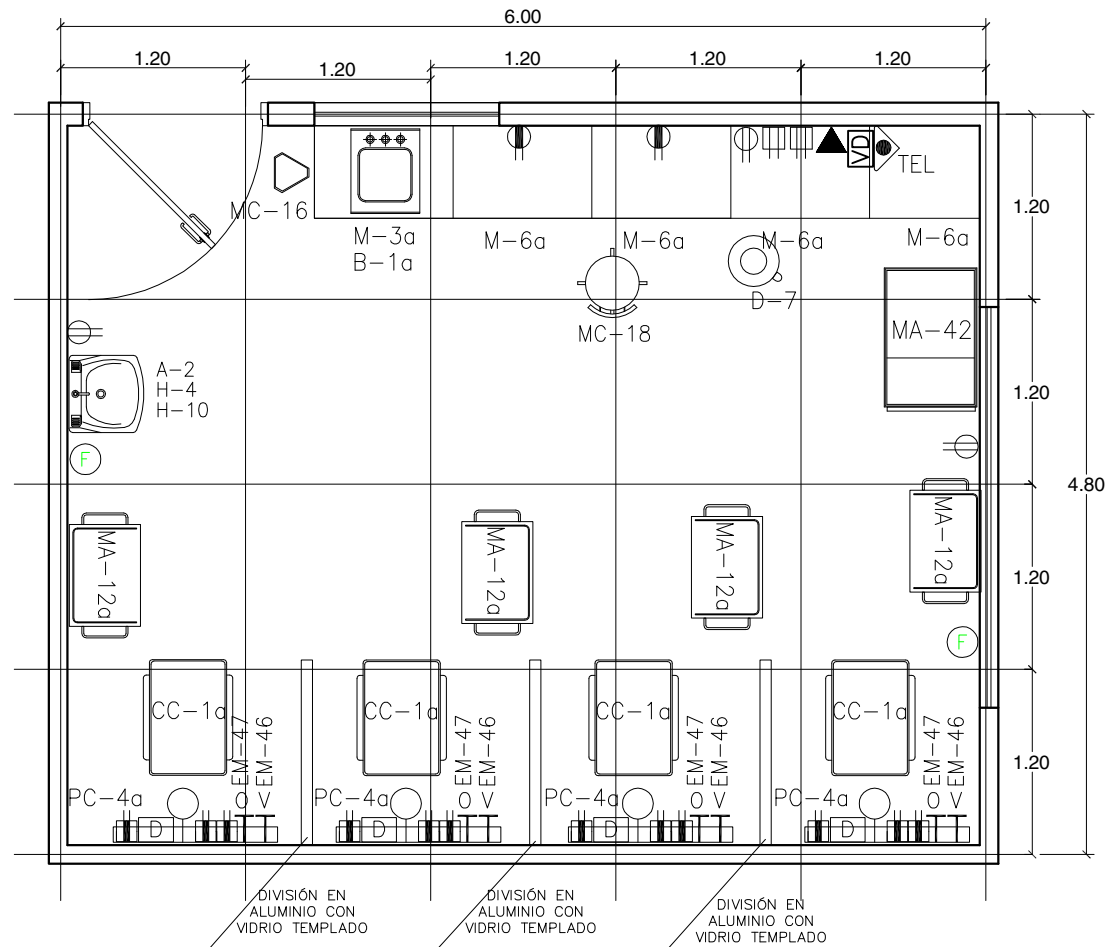 6.00
1.20
1.20
1.20
1.20
1.20
VD
TEL
MC-16
M-3a
B-1a
M-6a
M-6a
M-6a
M-6a
D-7
MC-18
MA-42
1.20
1.20
1.20
1.20
4.80
A-2
H-4
H-10
F
F
MA-12a
MA-12a
MA-12a
MA-12a
CC-1a
CC-1a
CC-1a
CC-1a
O EM-47
V EM-46
O EM-47
V EM-46
O EM-47
V EM-46
O EM-47
V EM-46
PC-4a
PC-4a
PC-4a
PC-4a
D
D
D
D
DIVISIÓN EN
ALUMINIO CON
VIDRIO TEMPLADO
DIVISIÓN EN
ALUMINIO CON
VIDRIO TEMPLADO
DIVISIÓN EN
ALUMINIO CON
VIDRIO TEMPLADO